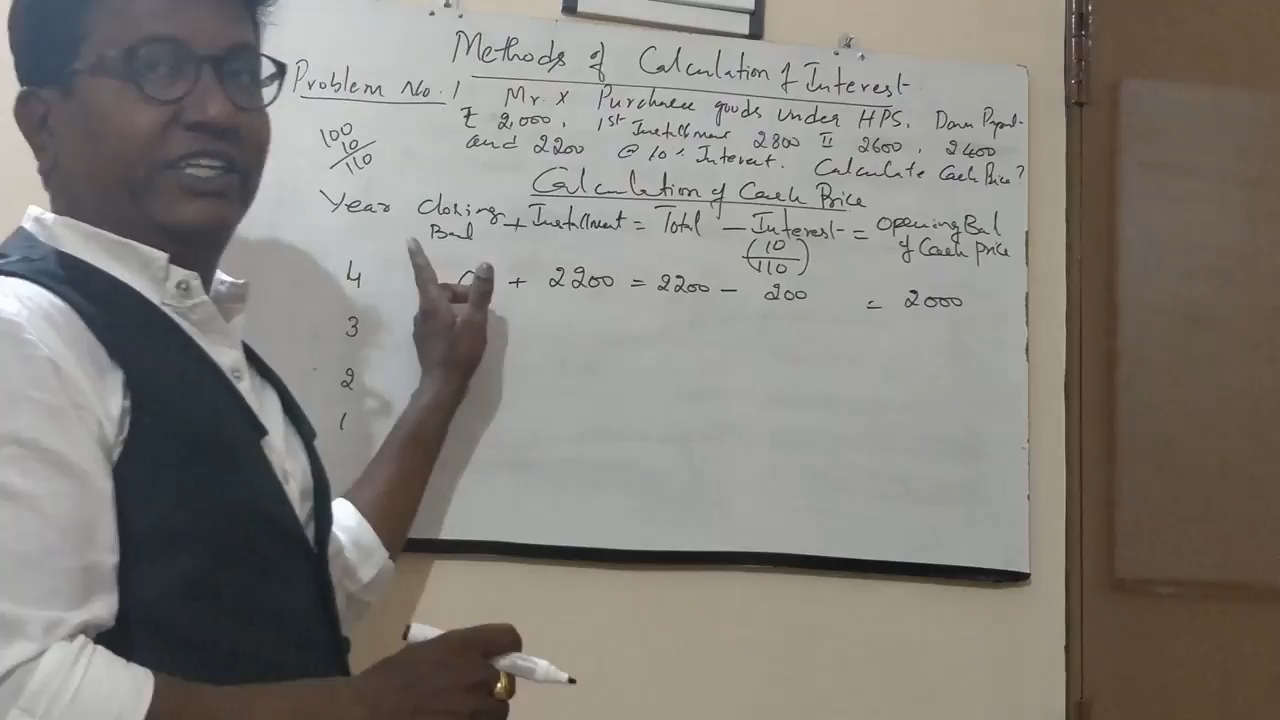 Methods of Calculation of Interest
Problem No. 1 Mr. X Purchase goods under HPS. Down Payment
₹ 2,000, 1st Installment 2800 II 2600, 2400
and 2200 @ 10% Interest. Calculate Cash Price?
100
10
110
Calculation of Cash Price
Year Closing Bal + Installment = Total - Interest (10/110) = Opening Bal of Cash price
4 0 + 2200 = 2200 - 200 = 2000
3
2
1